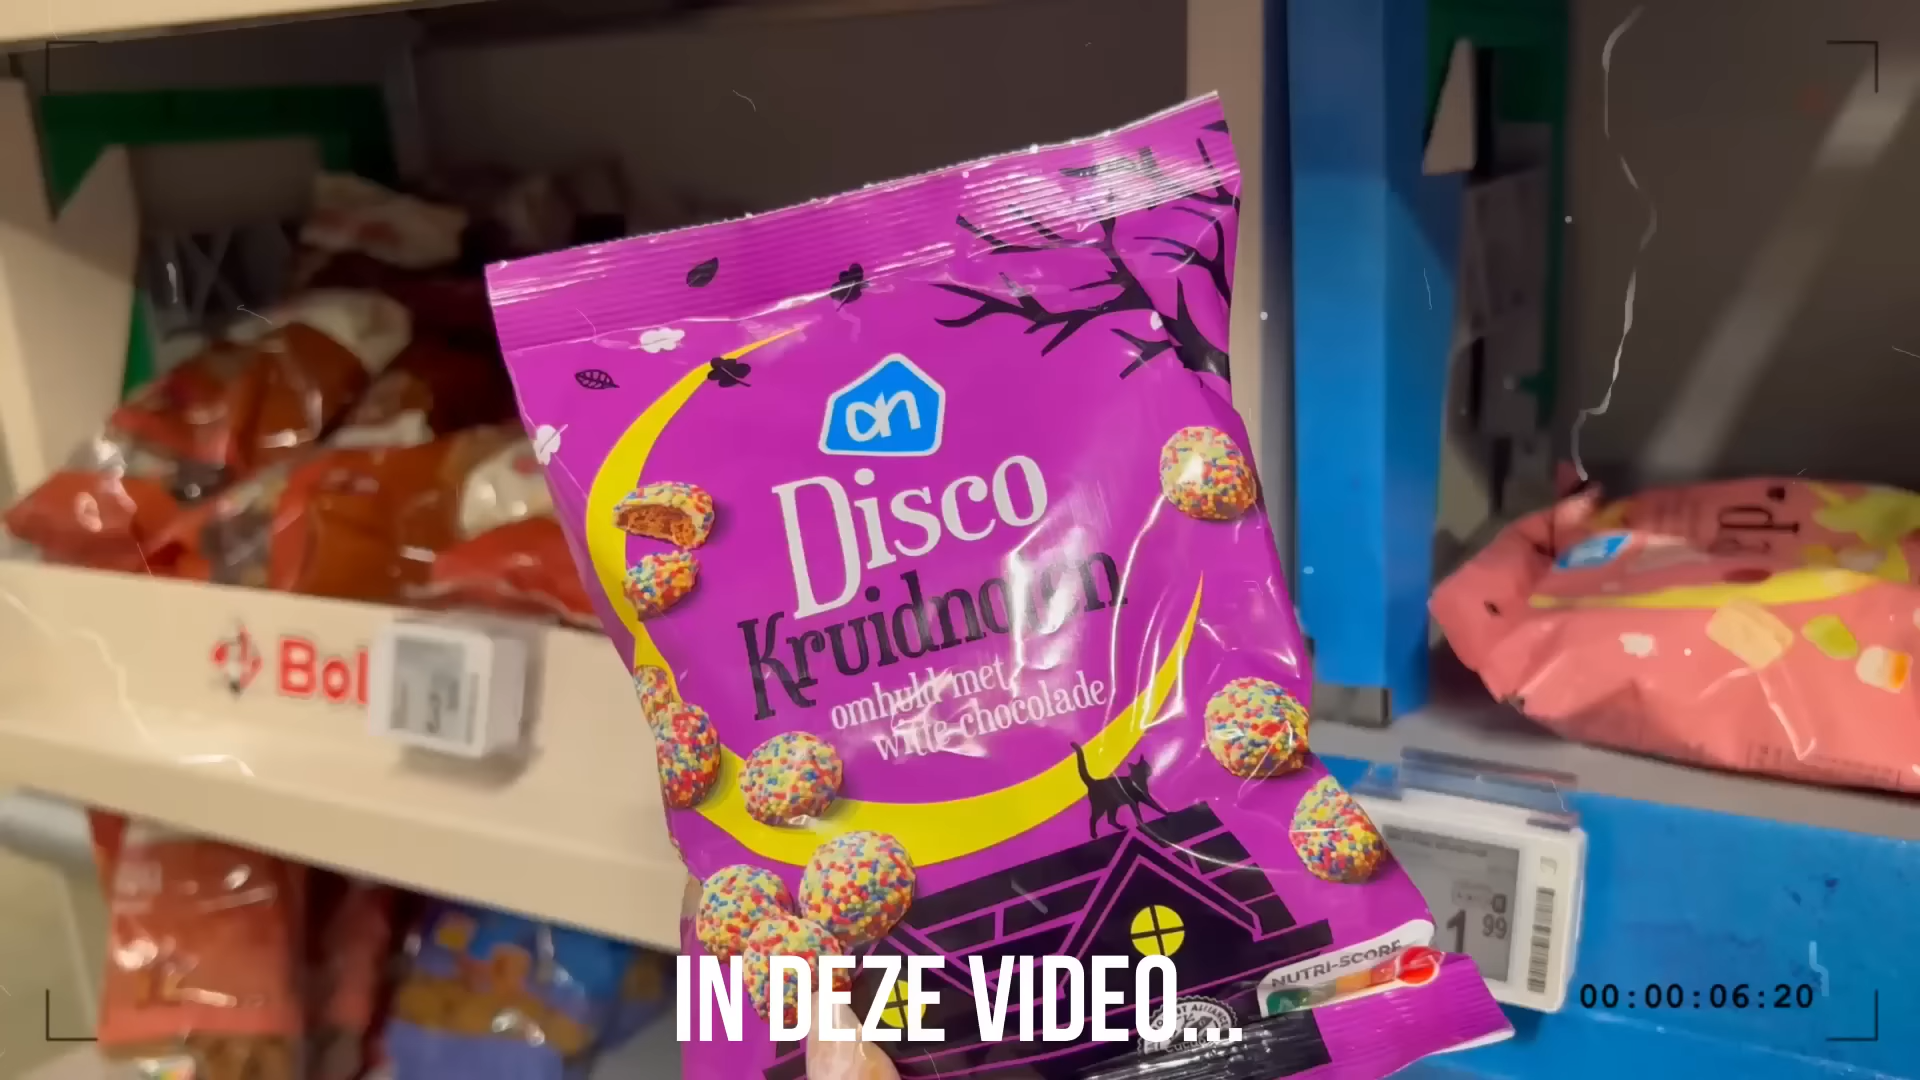 ah
Disco
Kruidnoten
omhuld met
witte chocolade
Bol
1 99
NUTRI-SCORE
IN DEZE VIDEO...
00:00:06:20